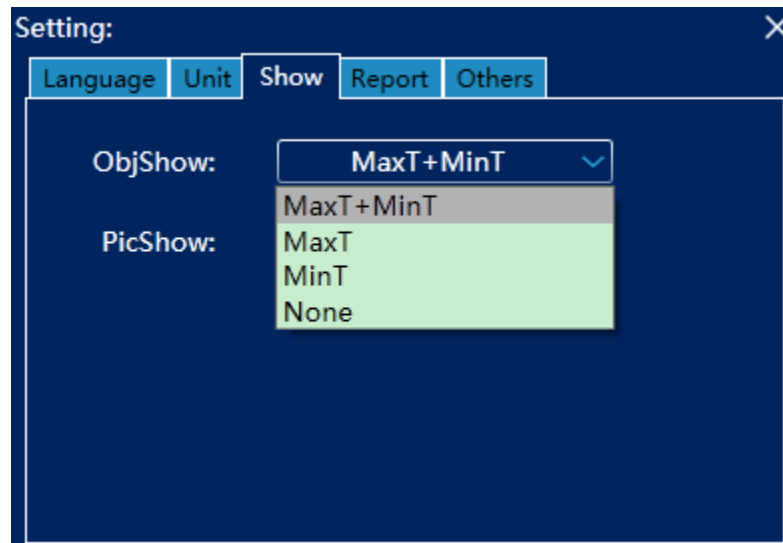 Setting:
Language Unit Show Report Others
ObjShow: MaxT+MinT
MaxT+MinT
PicShow: MaxT
MinT
None